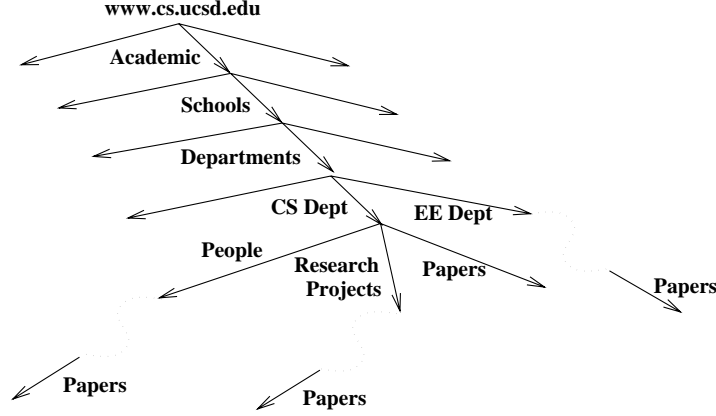 www.cs.ucsd.edu
Academic
Schools
Departments
CS Dept
EE Dept
People
Research
Projects
Papers
Papers
Papers
Papers